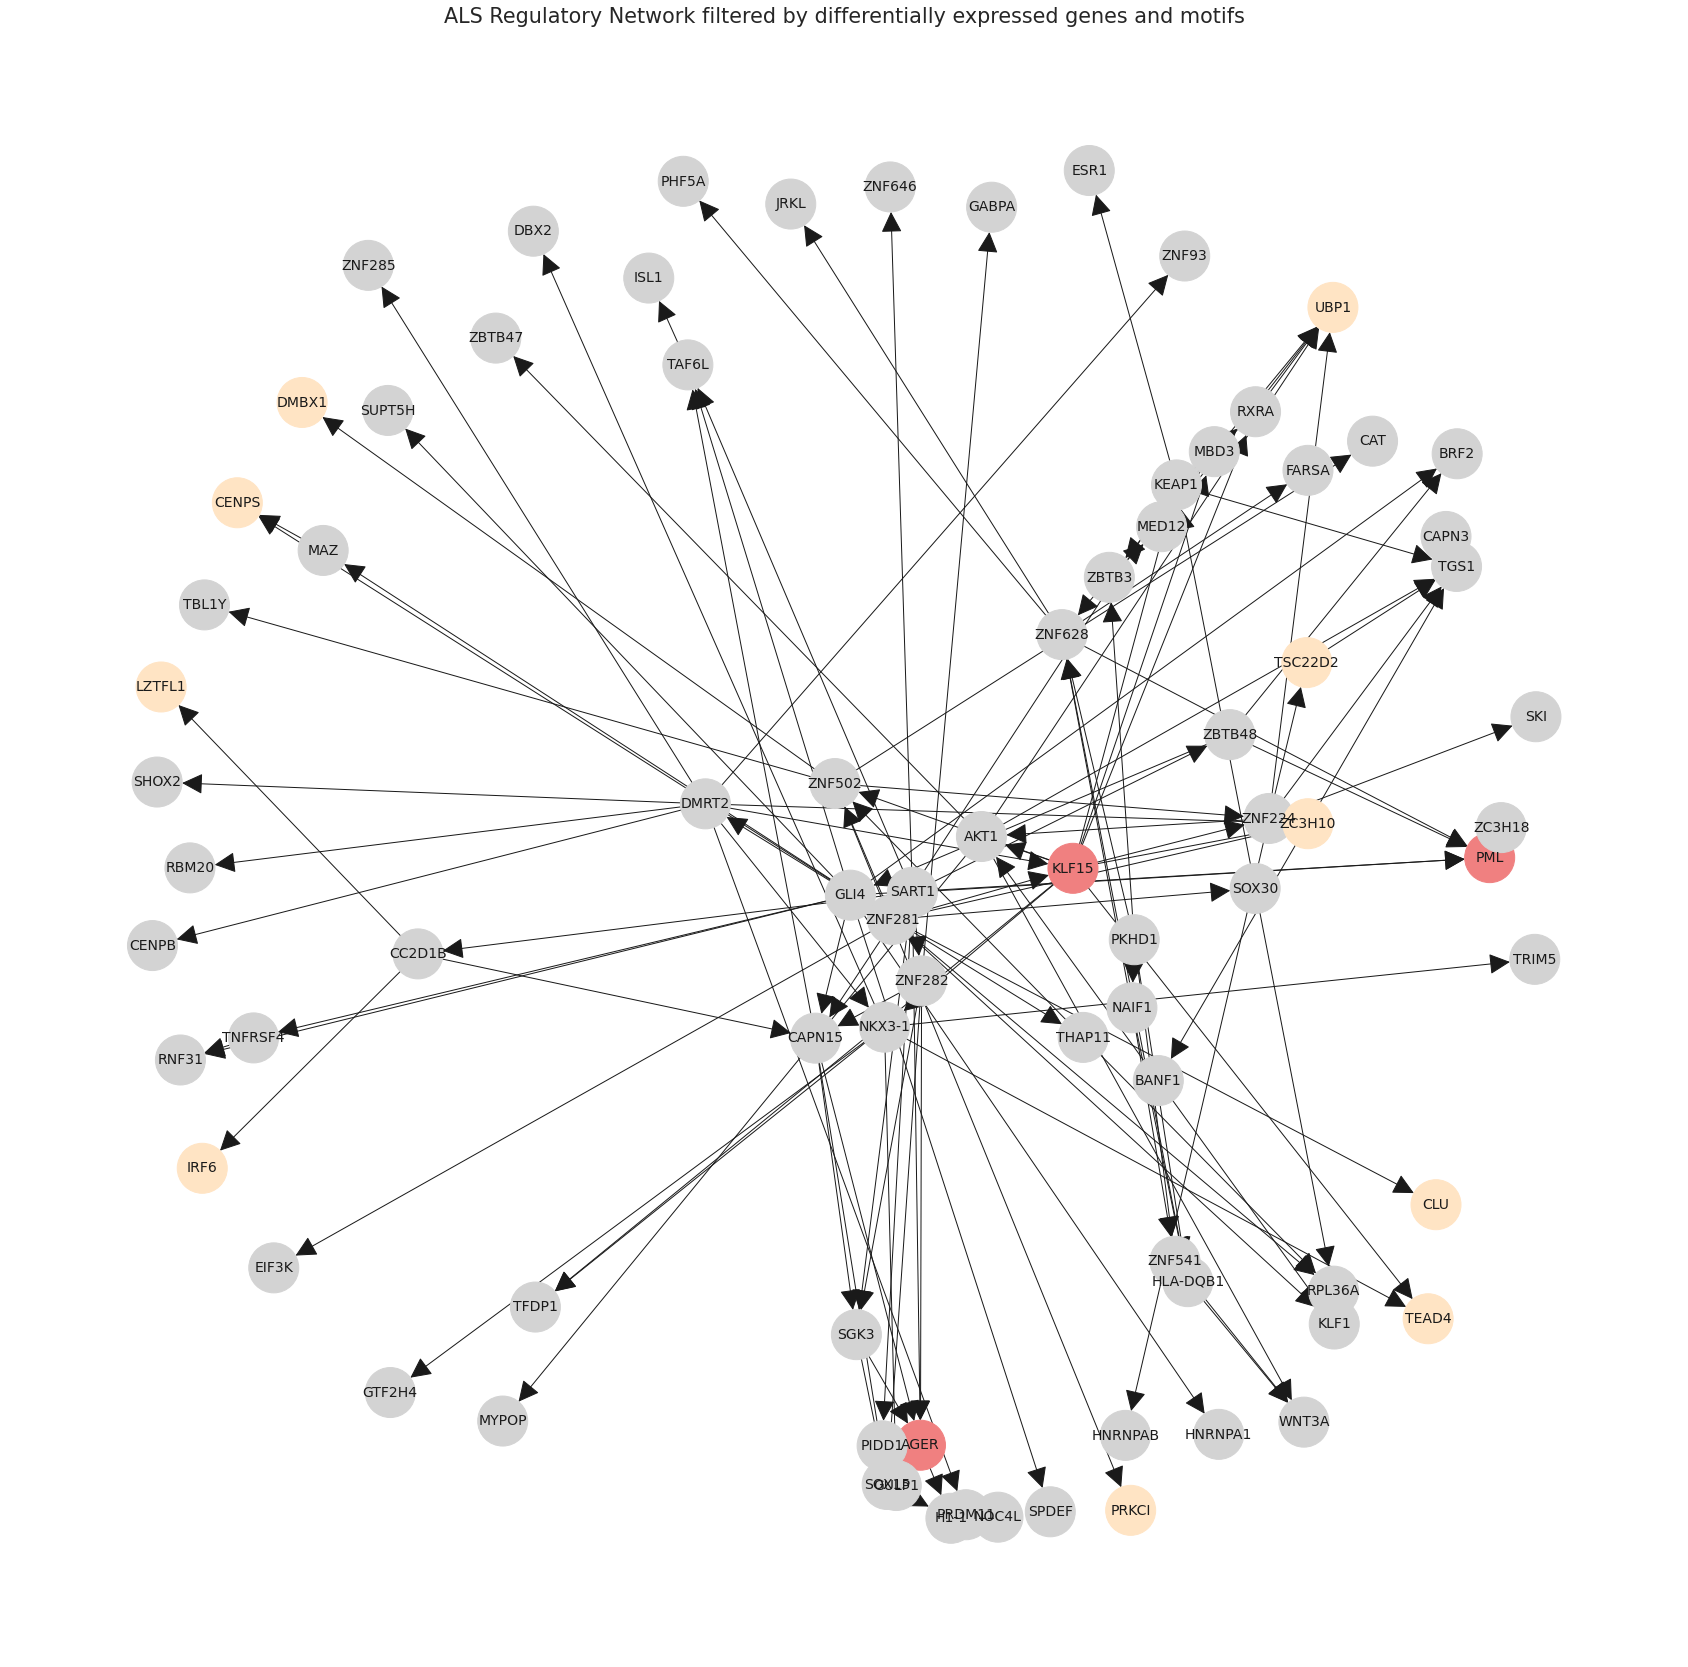 ALS Regulatory Network filtered by differentially expressed genes and motifs
ESR1
PHF5A
ZNF646
JRKL
GABPA
DBX2
ZNF93
ZNF285
ISL1
UBP1
ZBTB47
TAF6L
DMBX1
SUPT5H
RXRA
CAT
MBD3
BRF2
FARSA
KEAP1
CENPS
MED12
CAPN3
MAZ
TGS1
ZBTB3
TBL1Y
ZNF628
TSC22D2
LZTFL1
SKI
ZBTB48
SHOX2
ZNF502
DMRT2
ZNF224
ZC3H10
ZC3H18
AKT1
PML
RBM20
KLF15
SOX30
SART1
GLI4
ZNF281
PKHD1
CENPB
CC2D1B
TRIM5
ZNF282
NAIF1
NKX3-1
TNFRSF4
CAPN15
THAP11
RNF31
BANF1
IRF6
CLU
ZNF541
EIF3K
HLA-DQB1
RPL36A
TFDP1
TEAD4
KLF1
SGK3
GTF2H4
MYPOP
WNT3A
HNRNPA1
HNRNPAB
PIDD1
AGER
SOX15
GULP1
PRKCI
SPDEF
PRDM11
NOC4L
H1-1